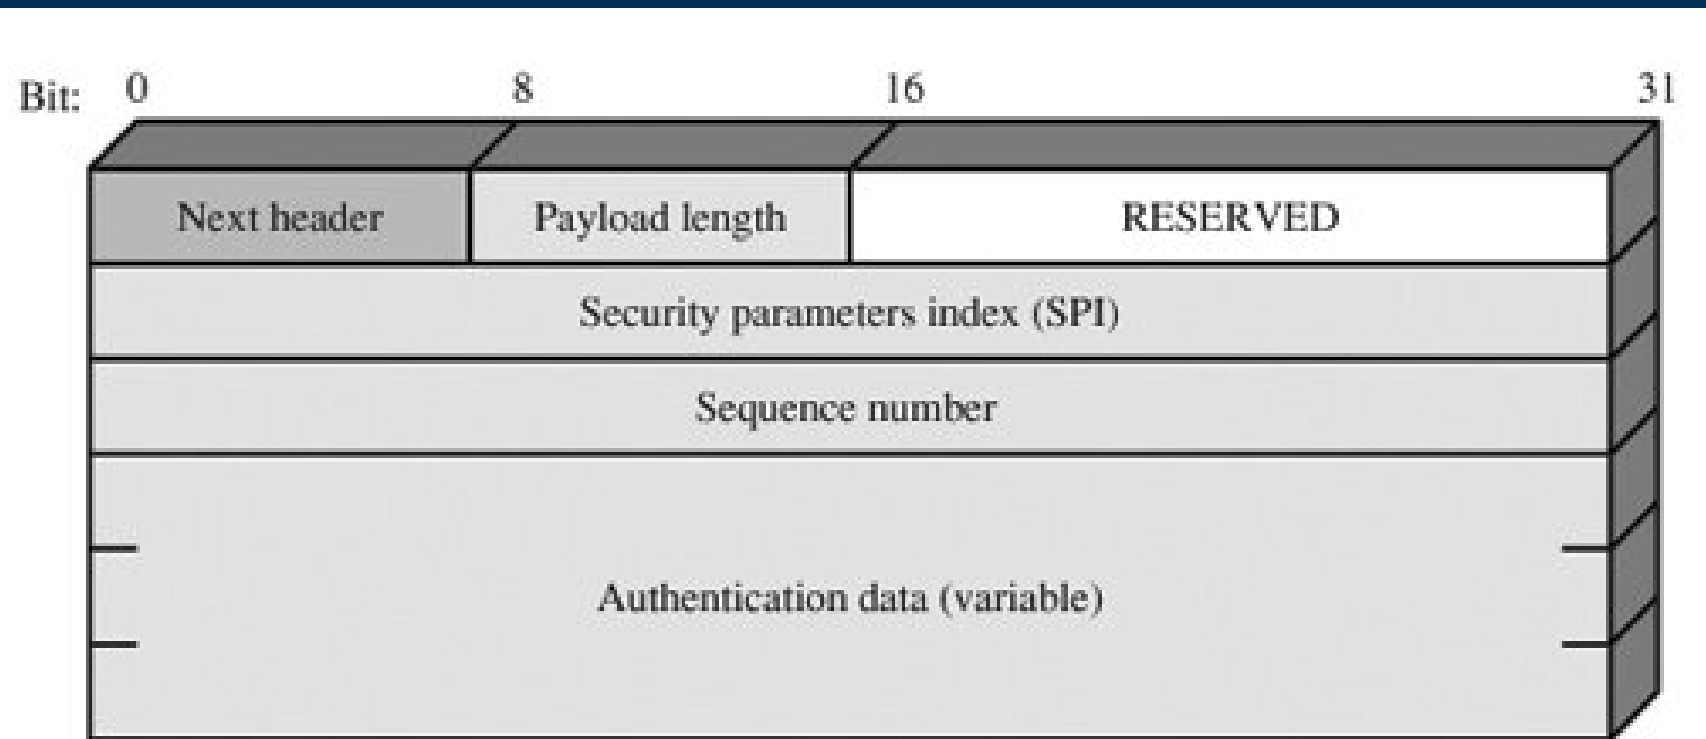 Bit: 0 8 16 31
Next header Payload length RESERVED
Security parameters index (SPI)
Sequence number
Authentication data (variable)